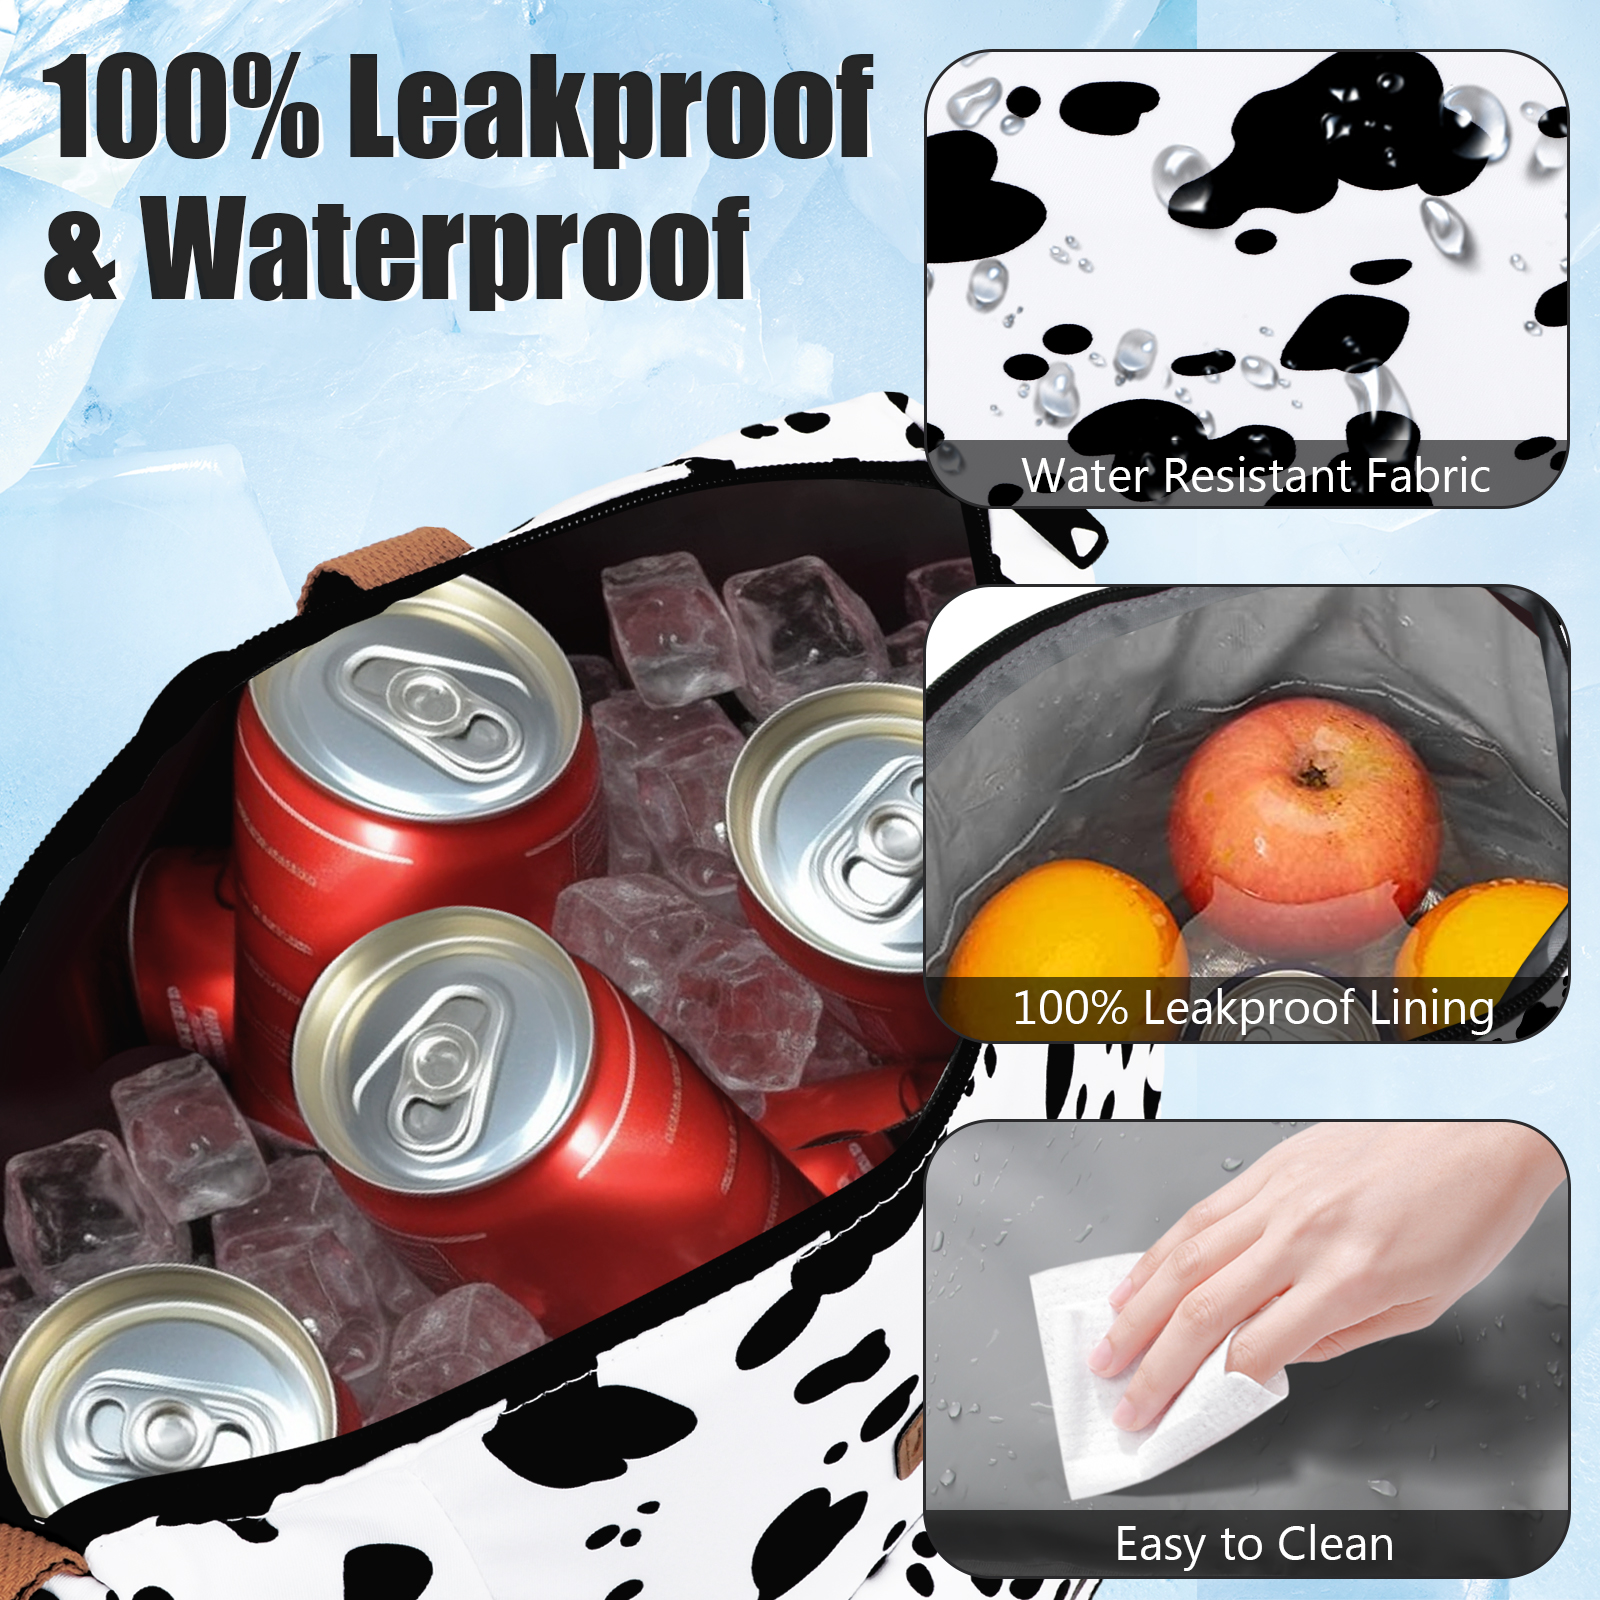 100% Leakproof
& Waterproof
Water Resistant Fabric
100% Leakproof Lining
Easy to Clean